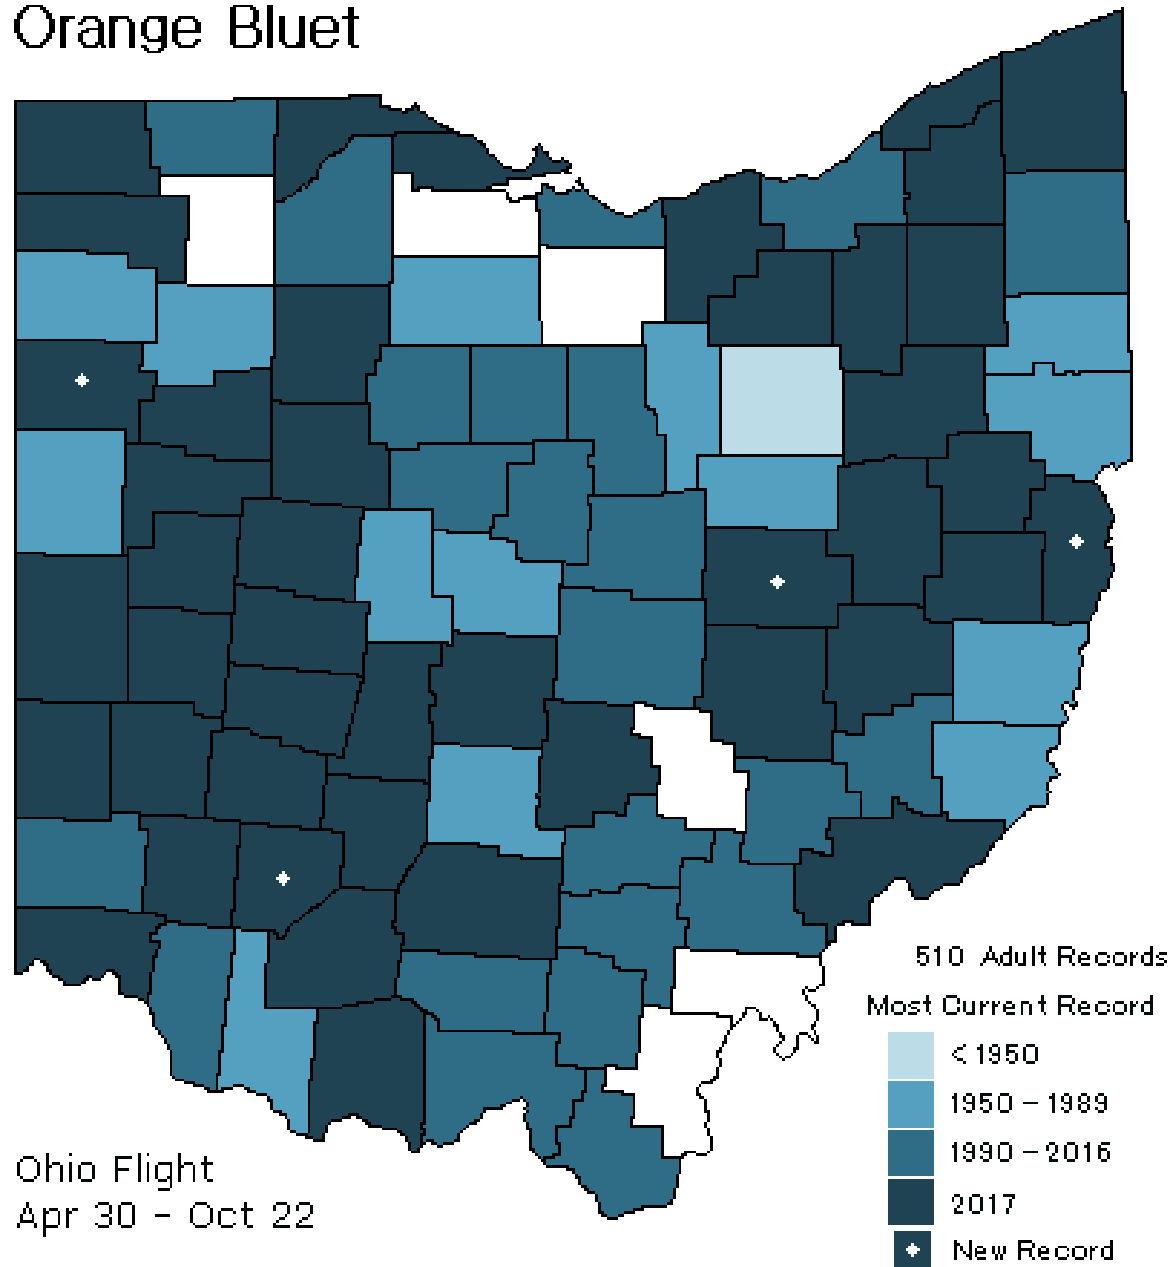 Orange Bluet
510 Adult Records
Most Current Record
<1950
1950 – 1989
1990 – 2016
2017
New Record
Ohio Flight
Apr 30 – Oct 22